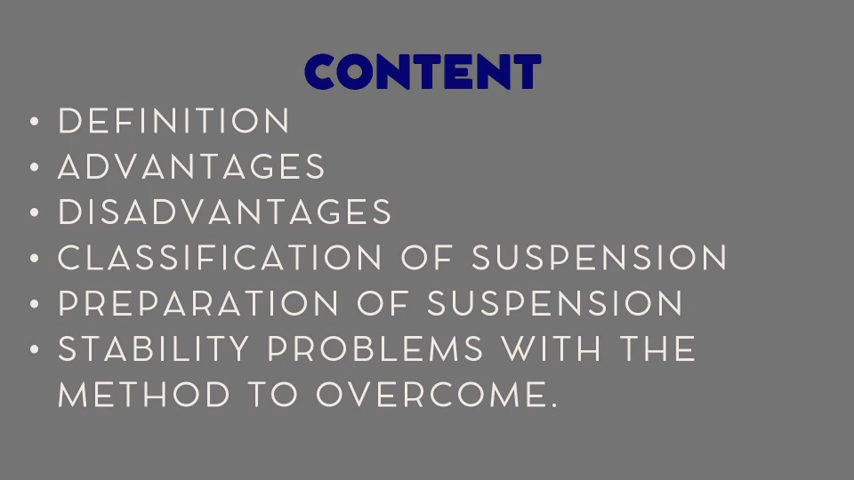 CONTENT
• DEFINITION
• ADVANTAGES
• DISADVANTAGES
• CLASSIFICATION OF SUSPENSION
• PREPARATION OF SUSPENSION
• STABILITY PROBLEMS WITH THE
METHOD TO OVERCOME.